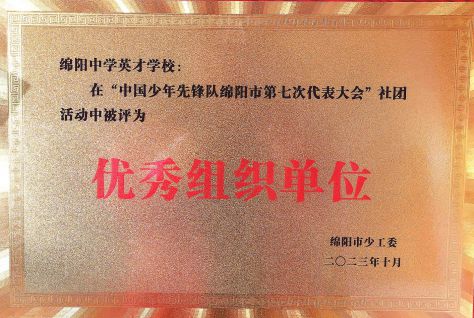 绵阳中学英才学校：
在“中国少年先锋队绵阳市第七次代表大会”社团
活动中被评为
优秀组织单位
绵阳市少工委
二〇二三年十月